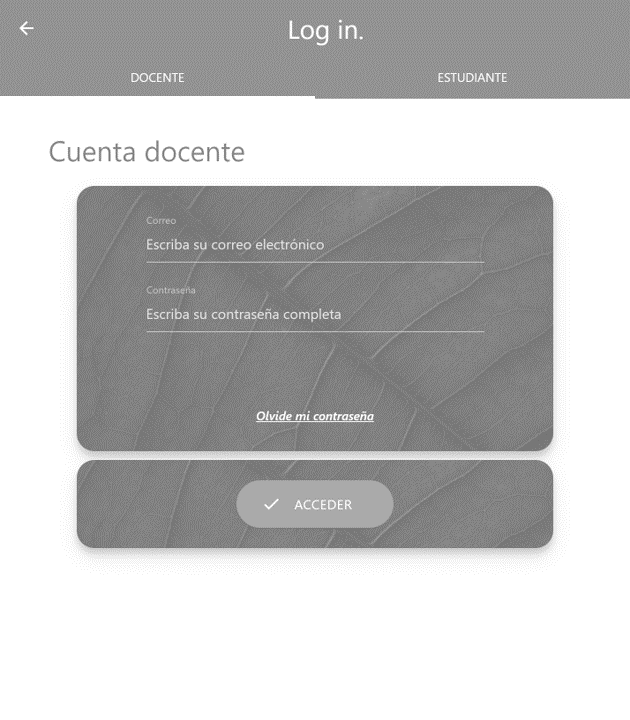 Log in.
DOCENTE
ESTUDIANTE
Cuenta docente
Correo
Escriba su correo electrónico
Contraseña
Escriba su contraseña completa
Olvide mi contraseña
ACCEDER